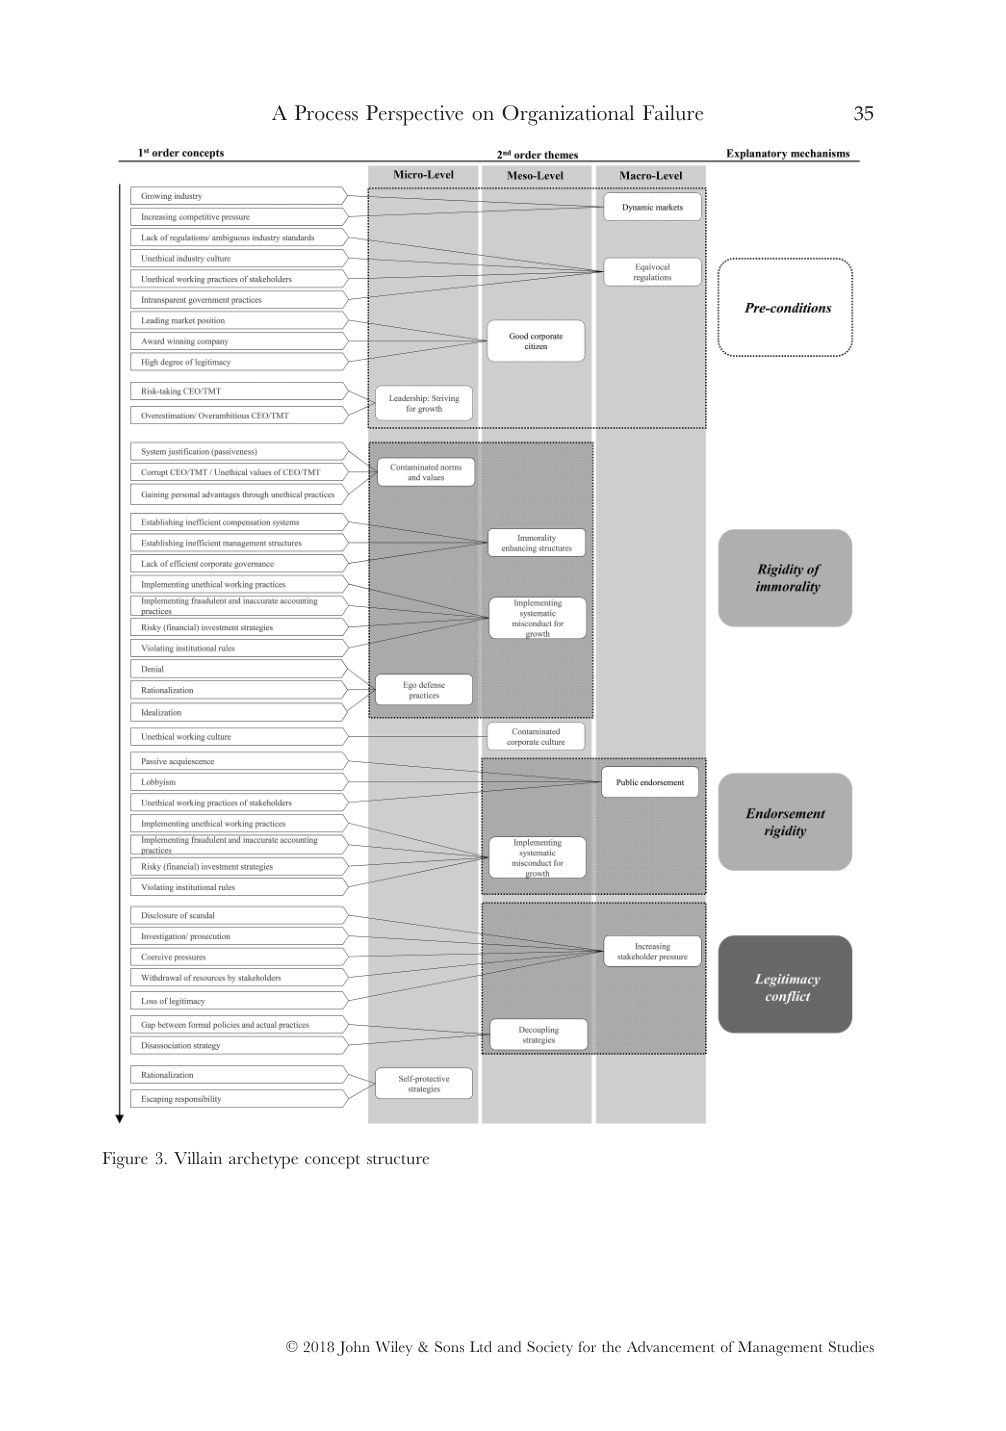 A Process Perspective on Organizational Failure 35
1st order concepts
2nd order themes
Explanatory mechanisms
Micro-Level
Meso-Level
Macro-Level
Growing industry
Increasing competitive pressure
Dynamic markets
Lack of regulations/ ambiguous industry standards
Unethical industry culture
Unethical working practices of stakeholders
Intransparent government practices
Equivocal
regulations
Leading market position
Award winning company
High degree of legitimacy
Good corporate
citizen
Risk-taking CEO/TMT
Overestimation/ Overambitious CEO/TMT
Leadership: Striving
for growth
Pre-conditions
System justification (passiveness)
Corrupt CEO/TMT / Unethical values of CEO/TMT
Gaining personal advantages through unethical practices
Contaminated norms
and values
Establishing inefficient compensation systems
Establishing inefficient management structures
Lack of efficient corporate governance
Immorality
enhancing structures
Implementing unethical working practices
Implementing fraudulent and inaccurate accounting
practices
Risky (financial) investment strategies
Violating institutional rules
Implementing
systematic
misconduct for
growth
Denial
Rationalization
Idealization
Ego defense
practices
Rigidity of
immorality
Unethical working culture
Contaminated
corporate culture
Passive acquiescence
Lobbyism
Unethical working practices of stakeholders
Public endorsement
Implementing unethical working practices
Implementing fraudulent and inaccurate accounting
practices
Risky (financial) investment strategies
Violating institutional rules
Implementing
systematic
misconduct for
growth
Endorsement
rigidity
Disclosure of scandal
Investigation/ prosecution
Coercive pressures
Withdrawal of resources by stakeholders
Loss of legitimacy
Increasing
stakeholder pressure
Gap between formal policies and actual practices
Disassociation strategy
Decoupling
strategies
Legitimacy
conflict
Rationalization
Escaping responsibility
Self-protective
strategies
Figure 3. Villain archetype concept structure
© 2018 John Wiley & Sons Ltd and Society for the Advancement of Management Studies